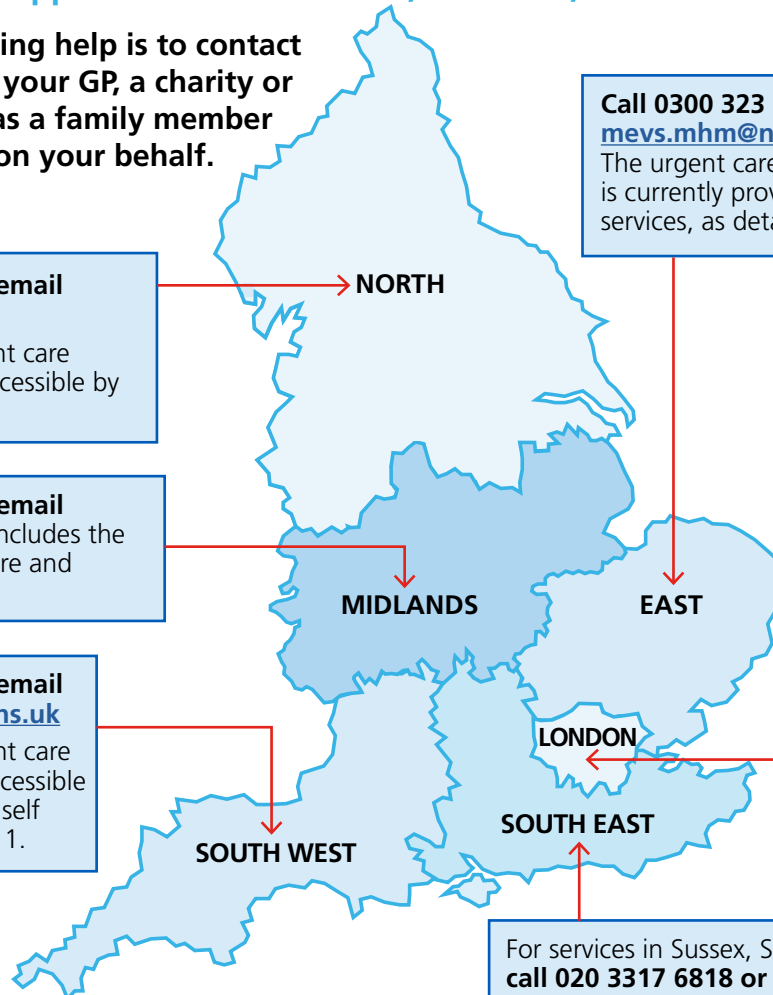 ing help is to contact
your GP, a charity or
as a family member
on your behalf.
Call 0300 323
mevs.mhm@n
The urgent care
is currently prov
services, as deta
email
nt care
cessible by
NORTH
email
ncludes the
re and
MIDLANDS
EAST
email
ns.uk
nt care
cessible
self
1.
LONDON
SOUTH EAST
SOUTH WEST
For services in Sussex, S
call 020 3317 6818 or